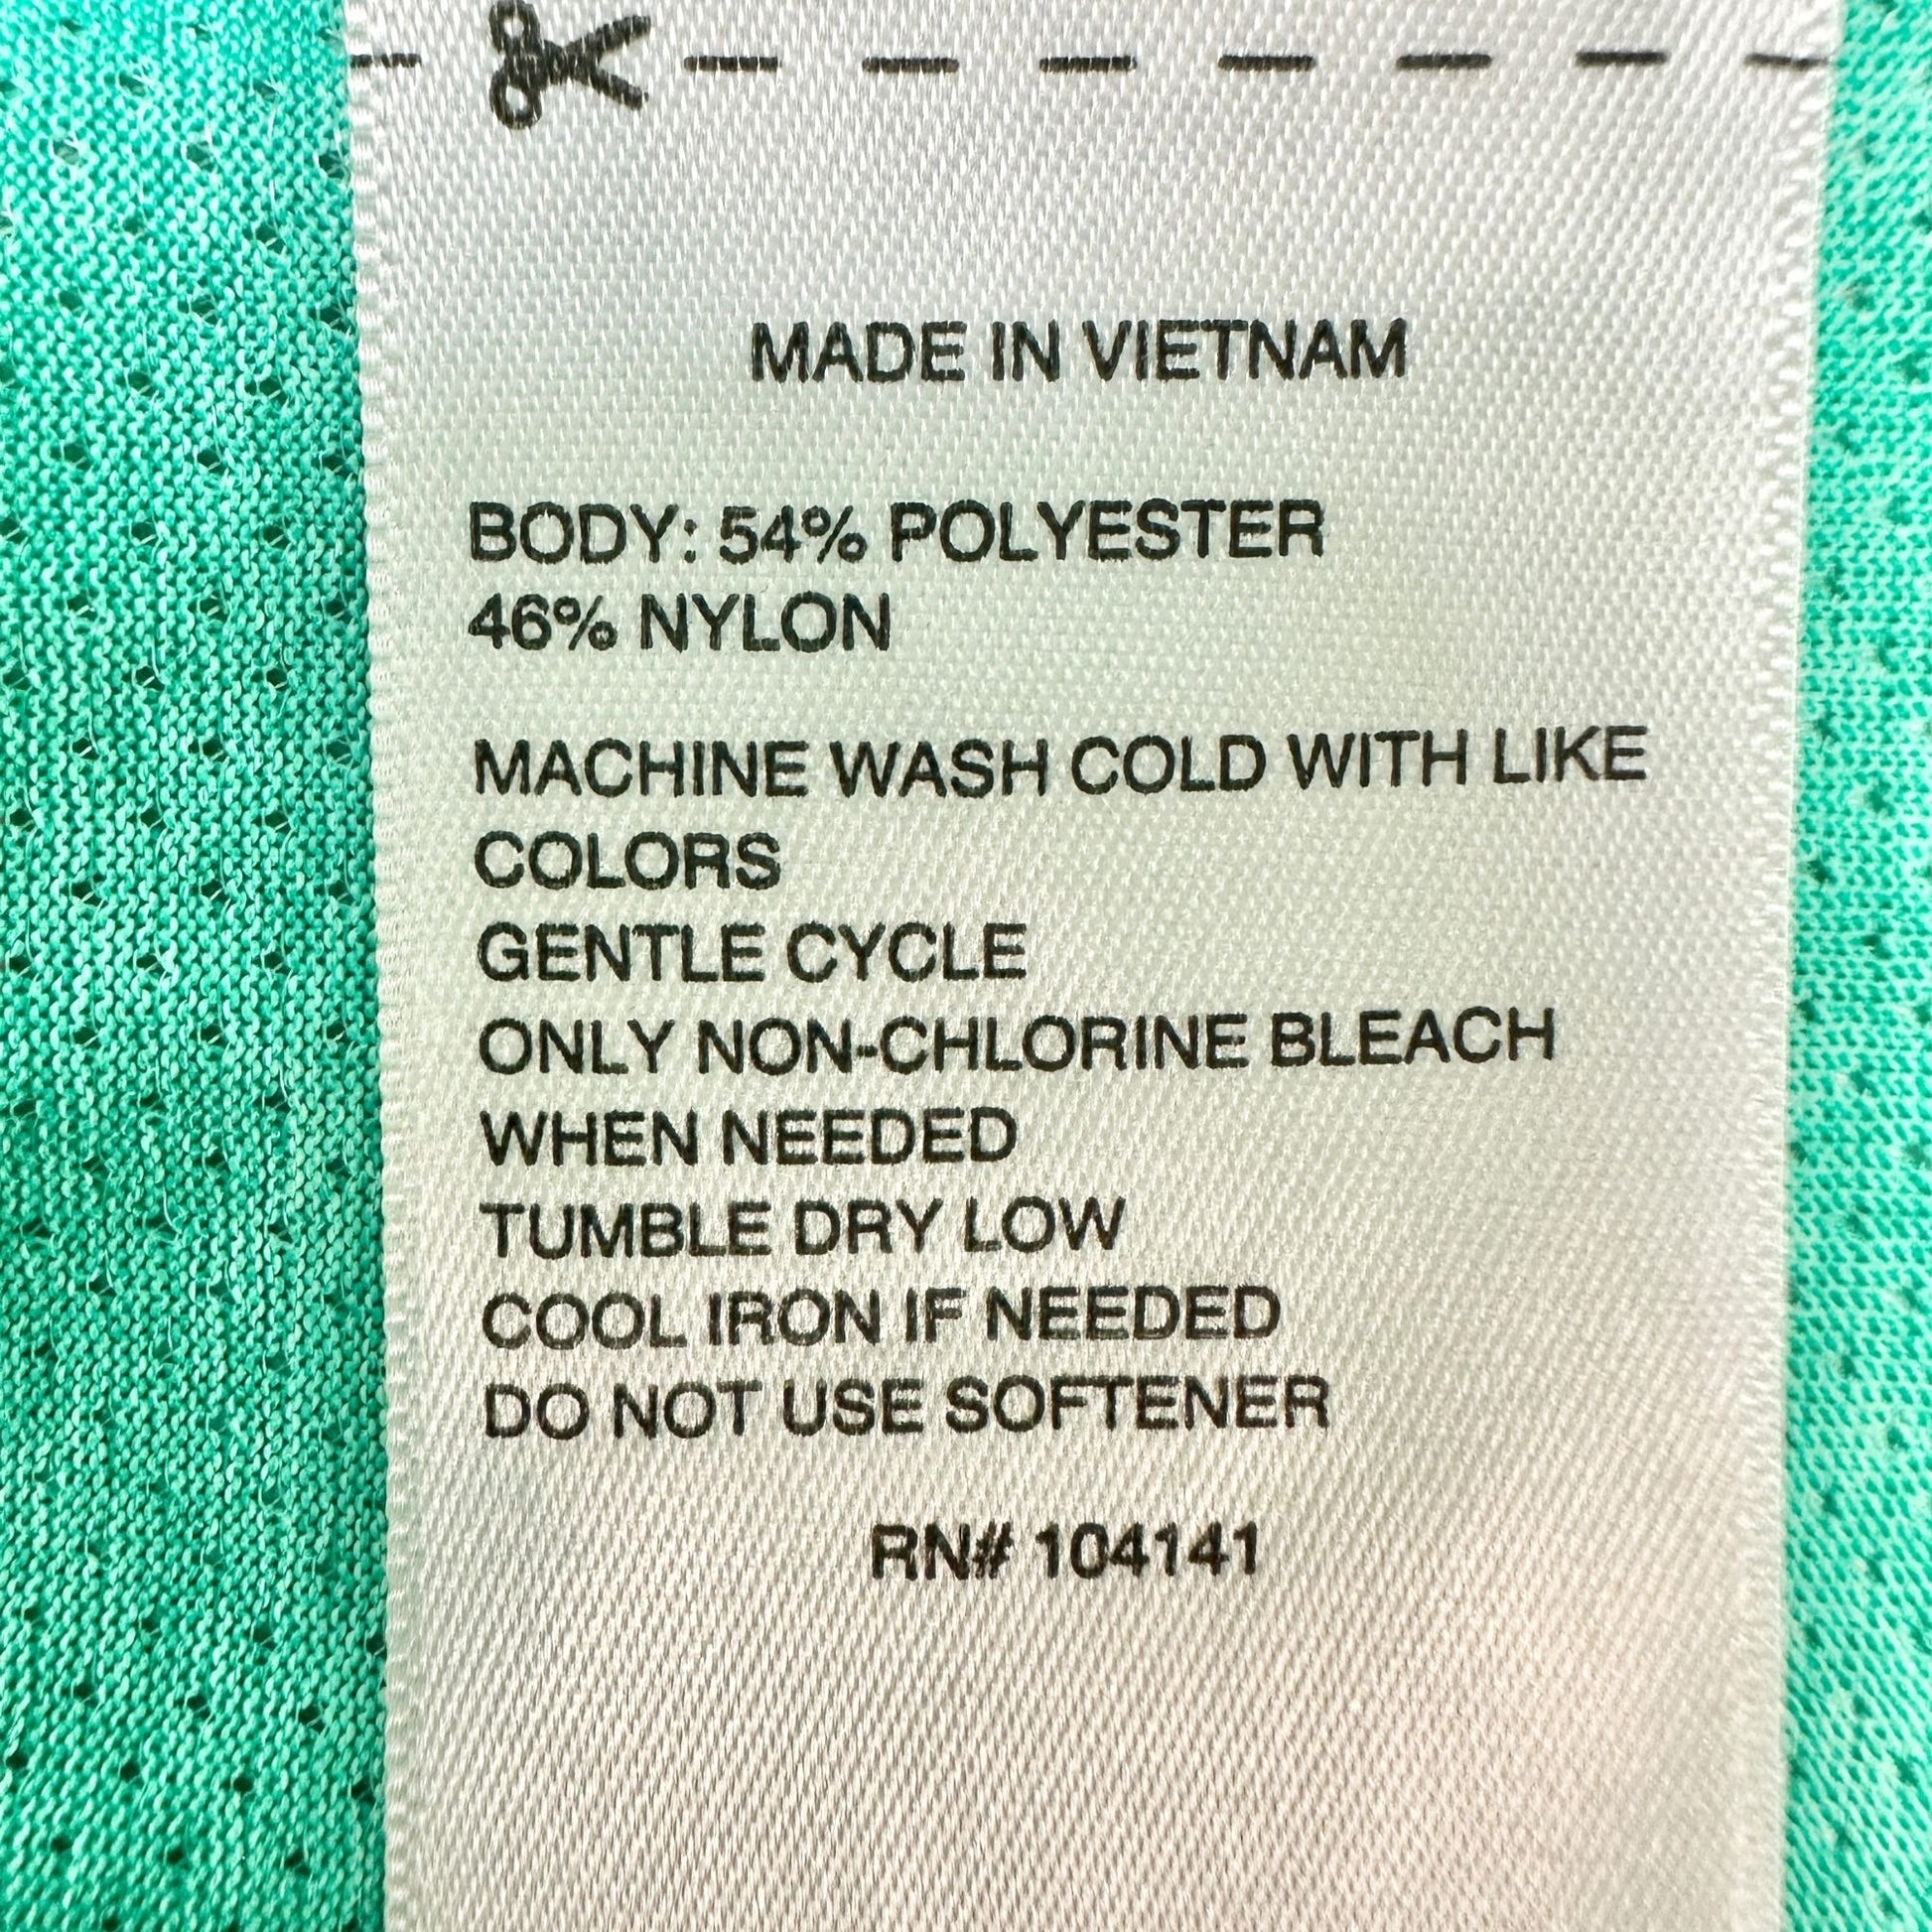 MADE IN VIETNAM
BODY: 54% POLYESTER
46% NYLON
MACHINE WASH COLD WITH LIKE
COLORS
GENTLE CYCLE
ONLY NON-CHLORINE BLEACH
WHEN NEEDED
TUMBLE DRY LOW
COOL IRON IF NEEDED
DO NOT USE SOFTENER
RN# 104141